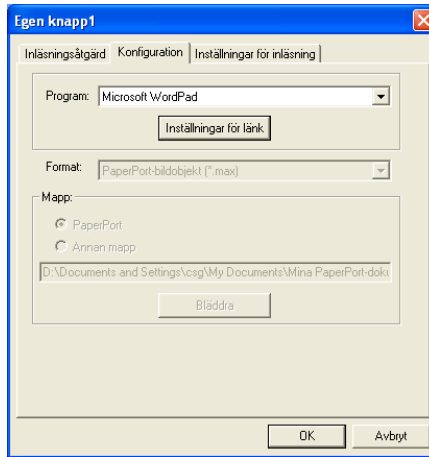 Egen knapp1
Inläsningsåtgärd Konfiguration Inställningar för inläsning
Program: Microsoft WordPad
Inställningar för länk
Format: PaperPort-bildobjekt (*.max)
Mapp:
PaperPort
Annan mapp
D:\Documents and Settings\csg\My Documents\Mina PaperPort-doku
Bläddra
OK Avbryt